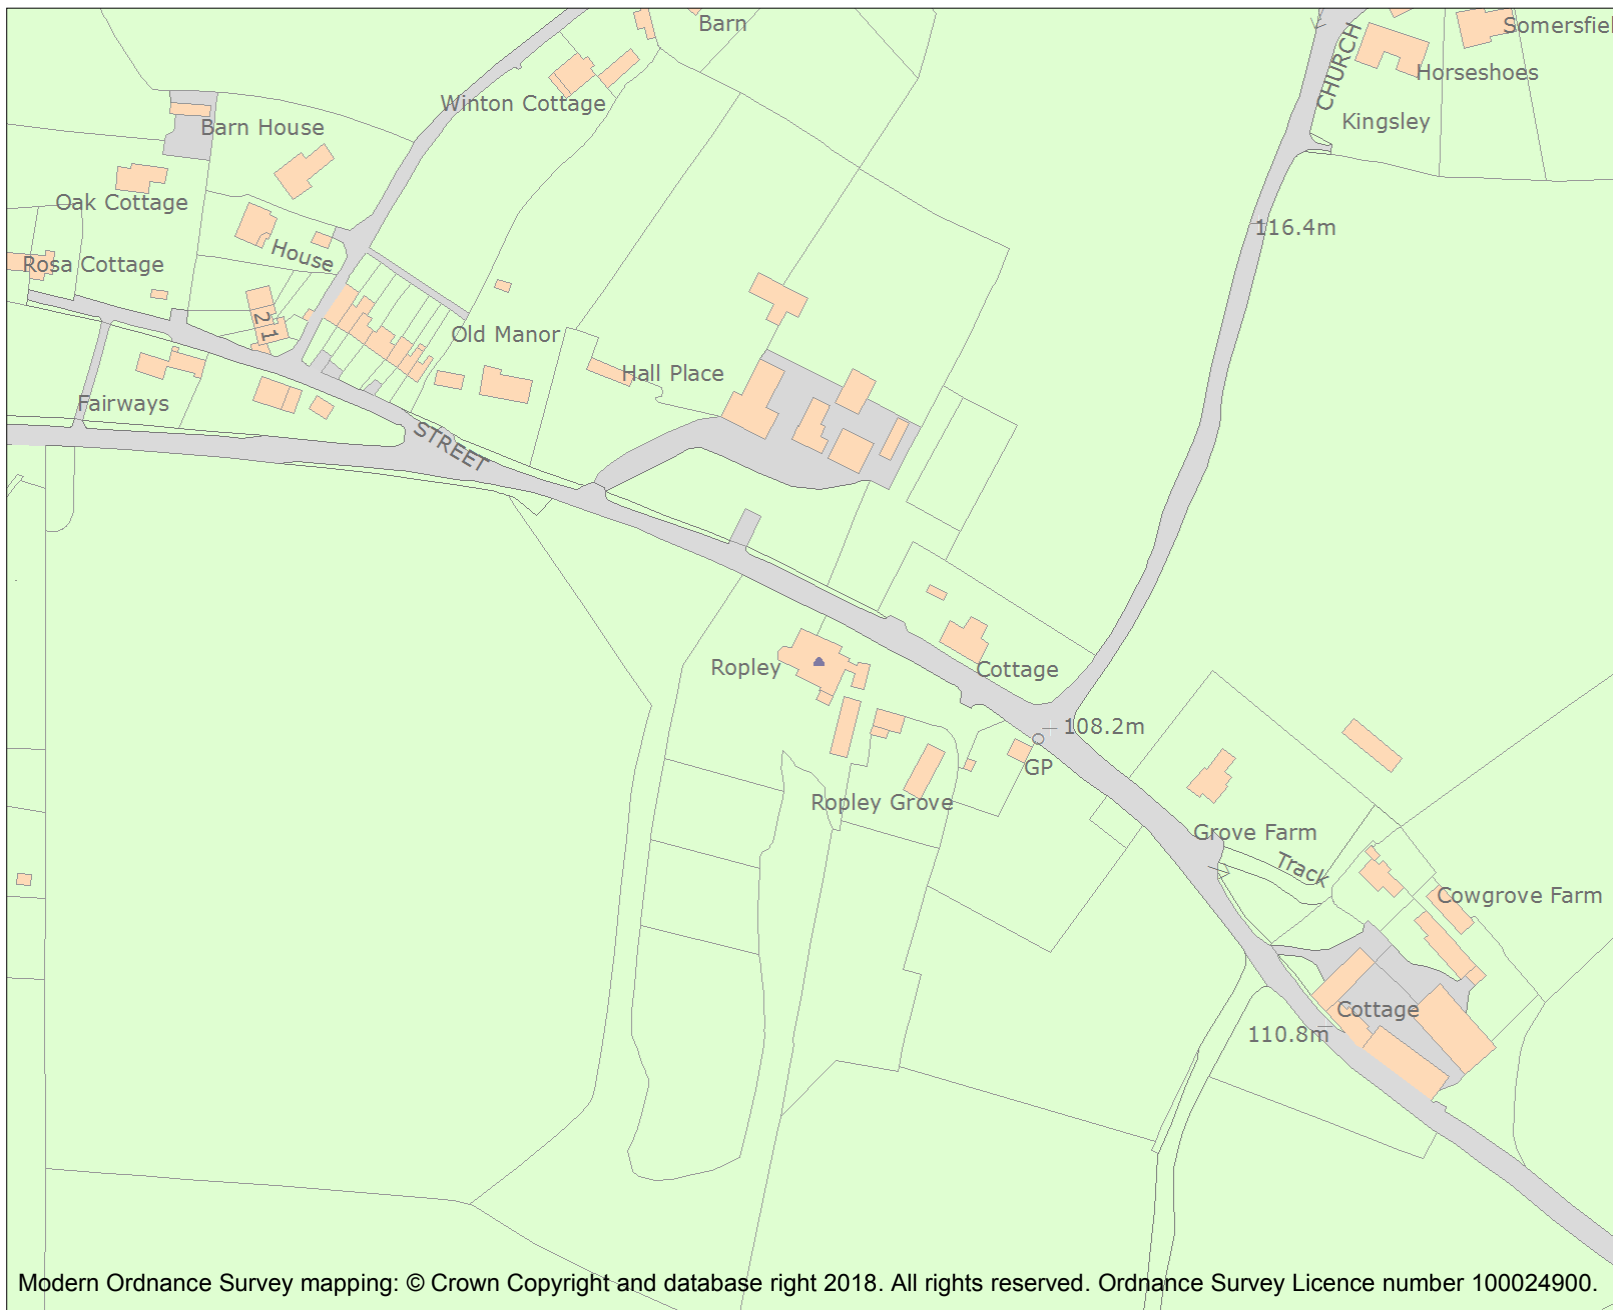 Barn
Somersfiel
CHURCH
Horseshoes
Winton Cottage
Kingsley
Barn House
Oak Cottage
116.4m
House
Rosa Cottage
2 1
Old Manor
Hall Place
Fairways
STREET
Ropley
Cottage
108.2m
GP
Ropley Grove
Grove Farm
Track
Cowgrove Farm
Cottage
110.8m
Modern Ordnance Survey mapping: © Crown Copyright and database right 2018. All rights reserved. Ordnance Survey Licence number 100024900.